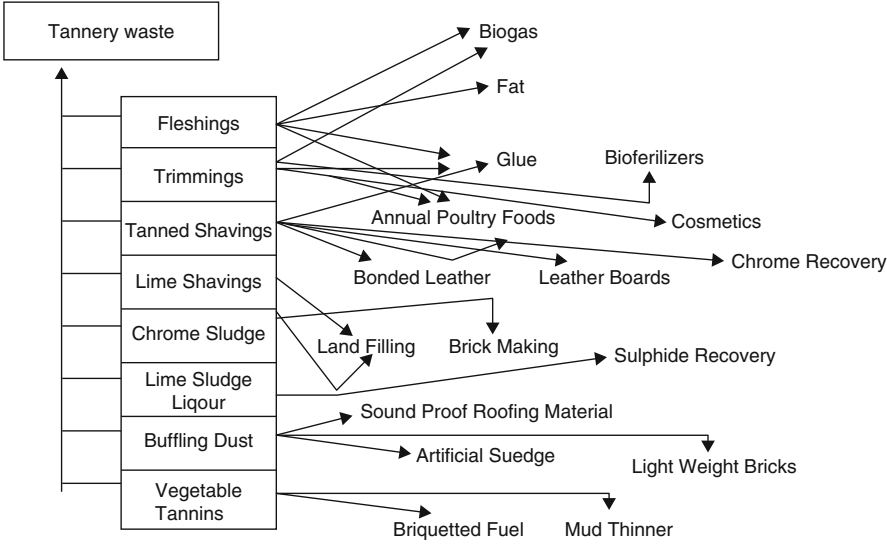 Tannery waste
Biogas
Fat
Fleshings
Glue
Bioferilizers
Trimmings
Annual Poultry Foods
Cosmetics
Tanned Shavings
Chrome Recovery
Bonded Leather
Leather Boards
Lime Shavings
Chrome Sludge
Land Filling
Brick Making
Sulphide Recovery
Lime Sludge
Liqour
Sound Proof Roofing Material
Buffling Dust
Artificial Suedge
Light Weight Bricks
Vegetable
Tannins
Briquetted Fuel
Mud Thinner